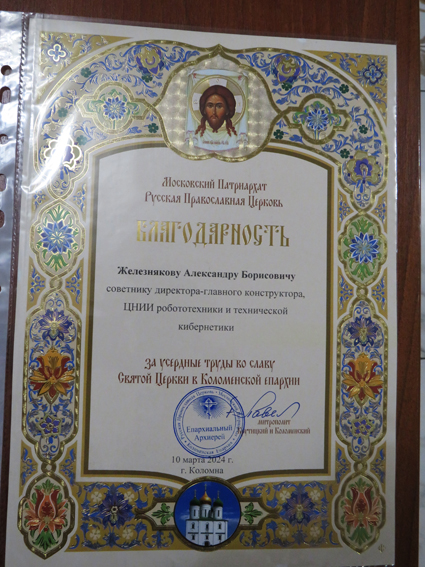 Московский Патриархат
Русская Православная Церковь
БЛАГОДАРНОСТЬ
Железнякову Александру Борисовичу
советнику директора-главного конструктора,
ЦНИИ робототехники и технической
кибернетики
за усердные труды во славу
Святой Церкви в Коломенской епархии
Епархиальный
Архиерей
митрополит
Крутицкий и Коломенский
10 марта 2024 г.
г. Коломна